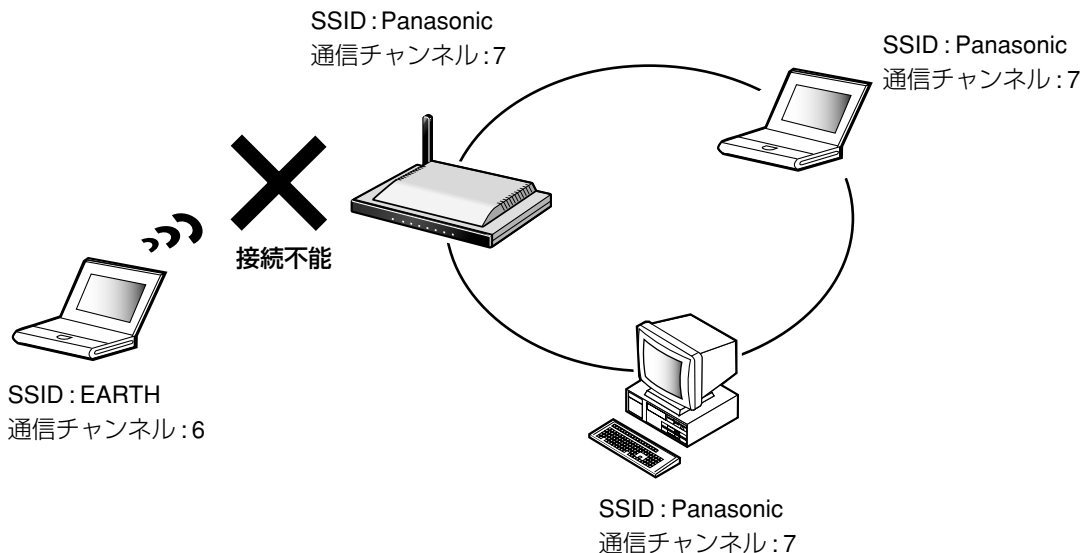 SSID : Panasonic
通信チャンネル : 7
SSID : Panasonic
通信チャンネル : 7
接続不能
SSID : EARTH
通信チャンネル : 6
SSID : Panasonic
通信チャンネル : 7